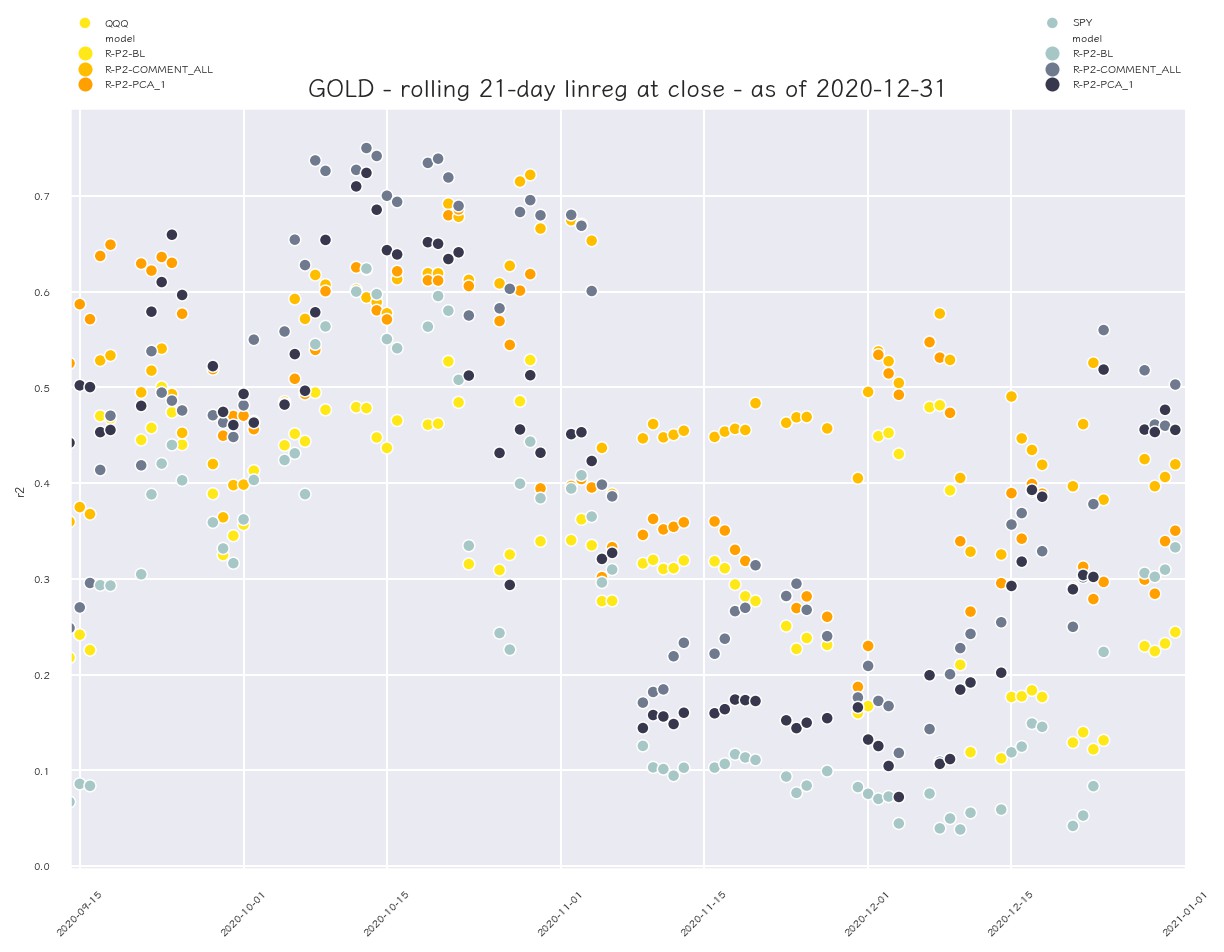 QQQ
model
R-P2-BL
R-P2-COMMENT_ALL
R-P2-PCA_1
SPY
model
R-P2-BL
R-P2-COMMENT_ALL
R-P2-PCA_1
GOLD - rolling 21-day linreg at close - as of 2020-12-31
r2
0.7
0.6
0.5
0.4
0.3
0.2
0.1
0.0
2020-09-15
2020-10-01
2020-10-15
2020-11-01
2020-11-15
2020-12-01
2020-12-15
2021-01-01